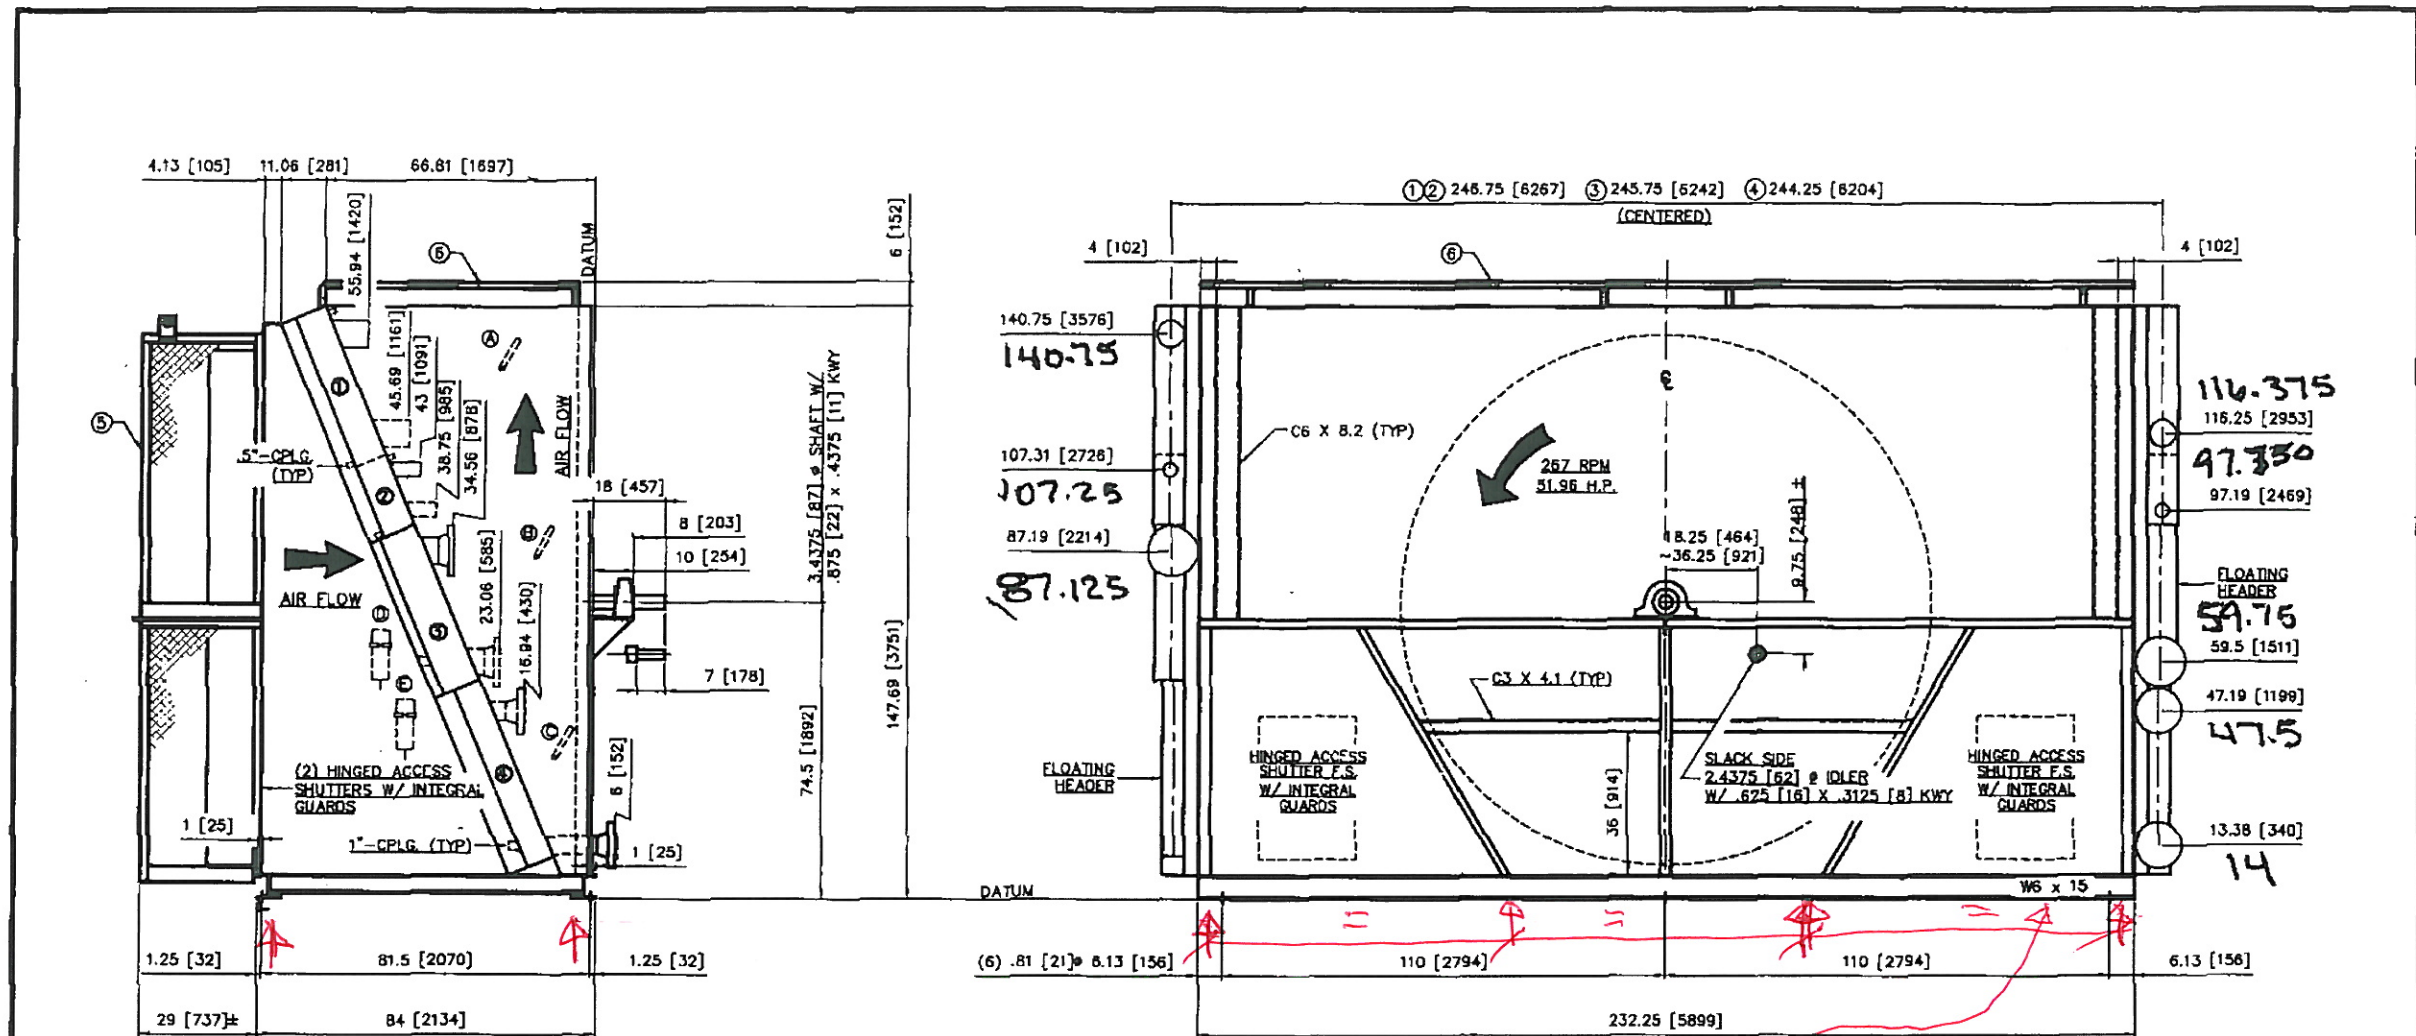 4.13 [105] 11.06 [281] 66.81 [1697]
55.94 [1420]
DATUM
6 [152]
45.69 [1161]
43 [1091]
38.75 [985]
34.56 [878]
AIR FLOW
.5"-CPLG.
(TYP)
3.4375 [87] ø SHAFT W/
.875 [22] x .4375 [11] KWY
18 [457]
8 [203]
10 [254]
AIR FLOW
23.06 [585]
16.94 [430]
7 [178]
147.69 [3751]
74.5 [1892]
6 [152]
(2) HINGED ACCESS
SHUTTERS W/ INTEGRAL
GUARDS
1 [25]
1"-CPLG. (TYP)
1 [25]
1.25 [32] 81.5 [2070] 1.25 [32]
29 [737]± 84 [2134]
①② 246.75 [6267] ③ 245.75 [6242] ④ 244.25 [6204]
(CENTERED)
4 [102]
⑥
4 [102]
140.75 [3576]
140.75
107.31 [2726]
107.25
87.19 [2214]
87.125
C6 X 8.2 (TYP)
267 RPM
51.96 H.P.
18.25 [464]
~36.25 [921]
9.75 [248] ±
116.375
116.25 [2953]
97.19 [2469]
FLOATING
HEADER
59.75
59.5 [1511]
47.19 [1199]
47.5
13.38 [340]
14
C3 X 4.1 (TYP)
HINGED ACCESS
SHUTTER F.S.
W/ INTEGRAL
GUARDS
36 [914]
SLACK SIDE
2.4375 [62] ø IDLER
W/ .625 [16] X .3125 [8] KWY
HINGED ACCESS
SHUTTER F.S.
W/ INTEGRAL
GUARDS
FLOATING
HEADER
DATUM
W6 x 15
(6) .81 [21]ø 6.13 [156] 110 [2794] 110 [2794] 6.13 [156]
232.25 [5899]